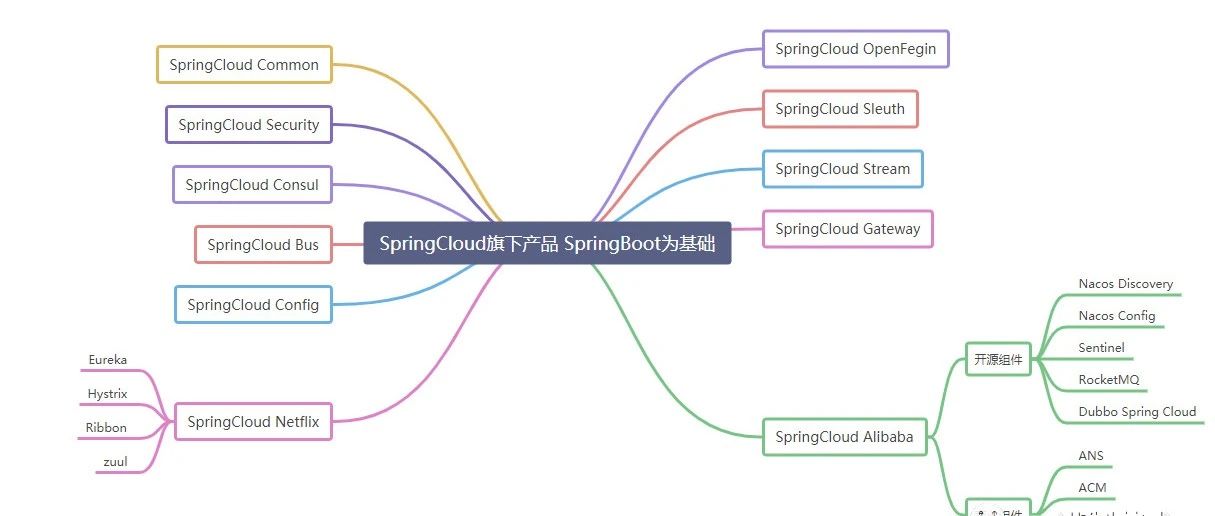 SpringCloud旗下产品 SpringBoot为基础
SpringCloud Common
SpringCloud Security
SpringCloud Consul
SpringCloud Bus
SpringCloud Config
SpringCloud Netflix
Eureka
Hystrix
Ribbon
zuul
SpringCloud OpenFegin
SpringCloud Sleuth
SpringCloud Stream
SpringCloud Gateway
SpringCloud Alibaba
开源组件
Nacos Discovery
Nacos Config
Sentinel
RocketMQ
Dubbo Spring Cloud
ANS
ACM